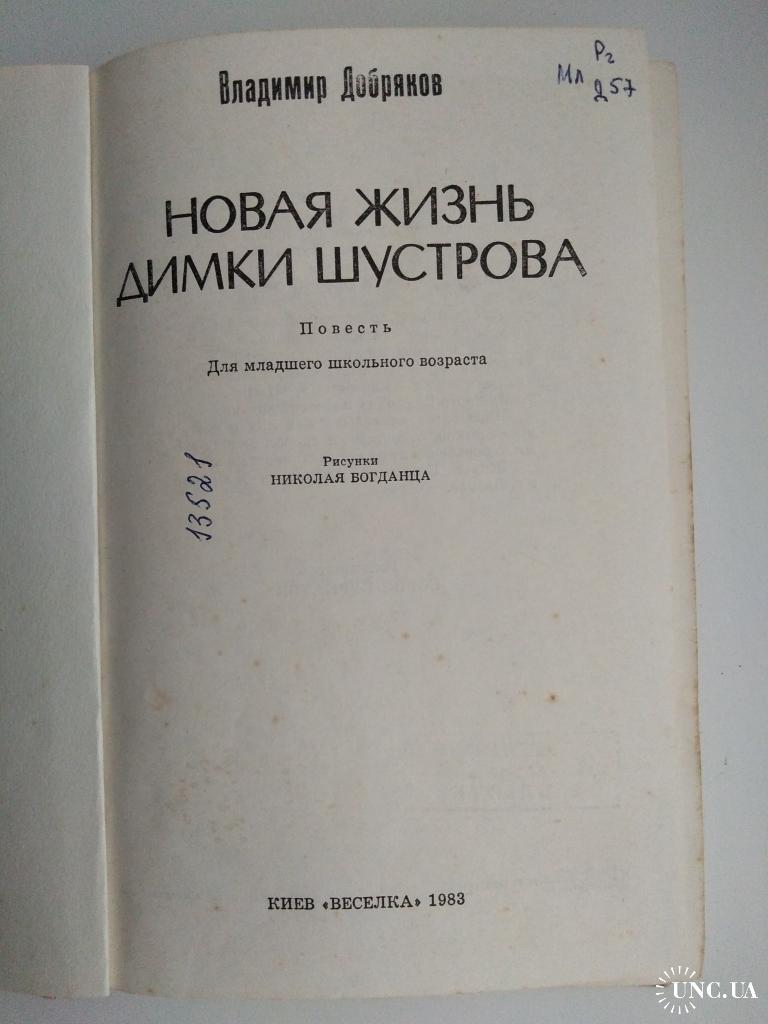 Владимир Добряков
Рг
Мл
257
НОВАЯ ЖИЗНЬ
ДИМКИ ШУСТРОВА
Повесть
Для младшего школьного возраста
13521
Рисунки
НИКОЛАЯ БОГДАНЦА
КИЕВ «ВЕСЕЛКА» 1983
UNC.UA